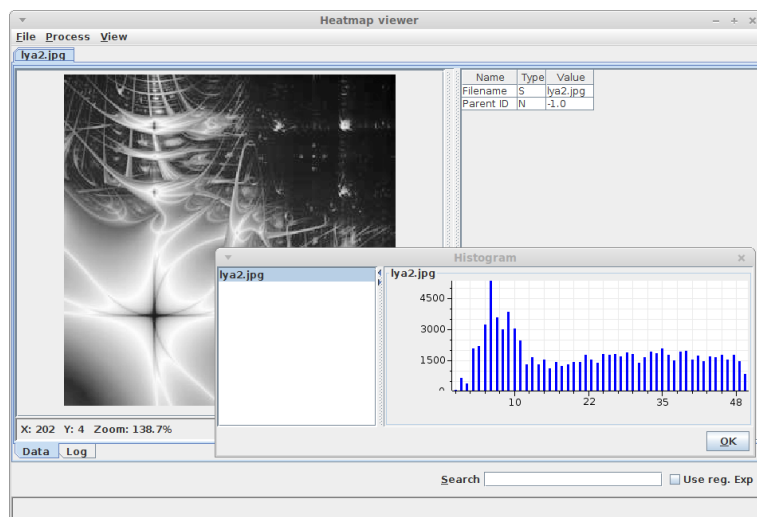 Heatmap viewer
File Process View
lya2.jpg
Name Type Value
Filename S lya2.jpg
Parent ID N -1.0
Histogram
lya2.jpg
lya2.jpg
4500
3000
1500
0
10 22 35 48
X: 202 Y: 4 Zoom: 138.7%
OK
Data Log
Search Use reg. Exp